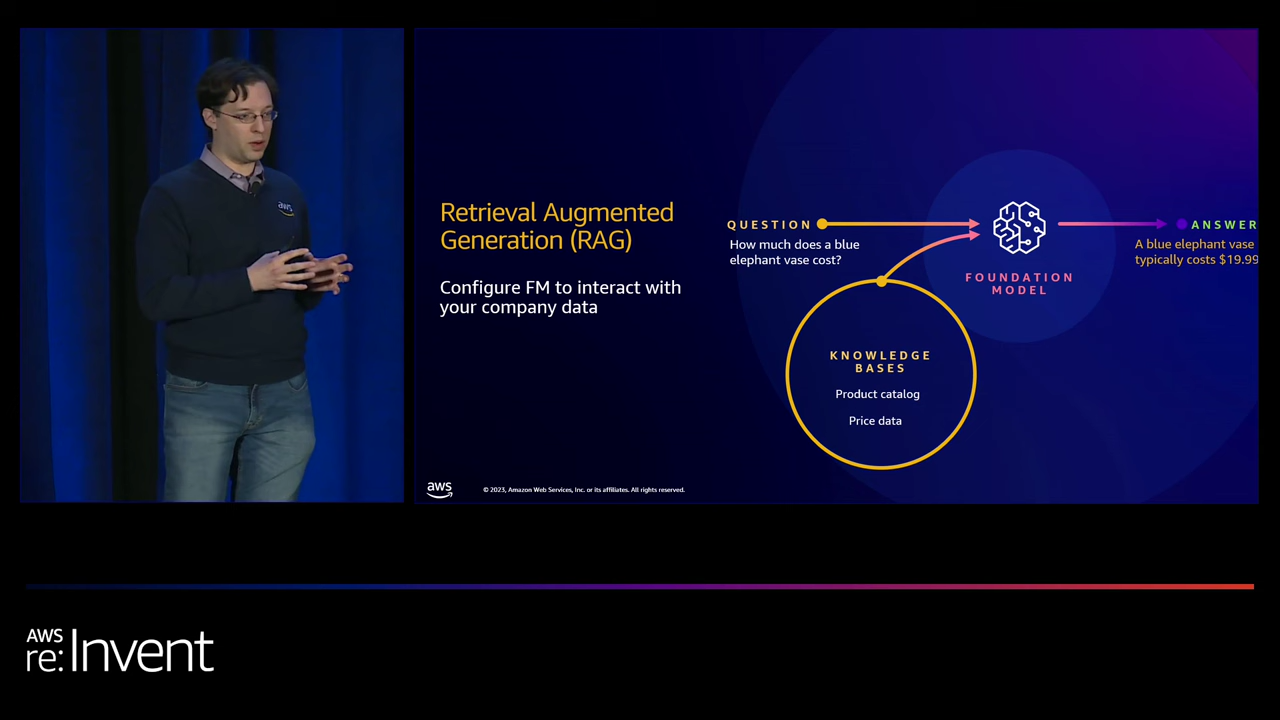 aws
Retrieval Augmented
Generation (RAG)
Configure FM to interact with
your company data
QUESTION
How much does a blue
elephant vase cost?
FOUNDATION
MODEL
ANSWER
A blue elephant vase
typically costs $19.99
KNOWLEDGE
BASES
Product catalog
Price data
aws
© 2023, Amazon Web Services, Inc. or its affiliates. All rights reserved.
AWS
re:Invent